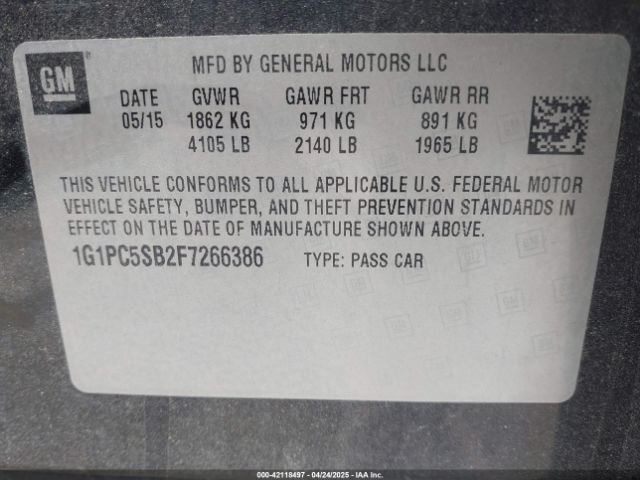 GM
MFD BY GENERAL MOTORS LLC
DATE GVWR GAWR FRT GAWR RR
05/15 1862 KG 971 KG 891 KG
4105 LB 2140 LB 1965 LB
THIS VEHICLE CONFORMS TO ALL APPLICABLE U.S. FEDERAL MOTOR
VEHICLE SAFETY, BUMPER, AND THEFT PREVENTION STANDARDS IN
EFFECT ON THE DATE OF MANUFACTURE SHOWN ABOVE.
1G1PC5SB2F7266386 TYPE: PASS CAR
000-42118497 - 04/24/2025 - IAA Inc.